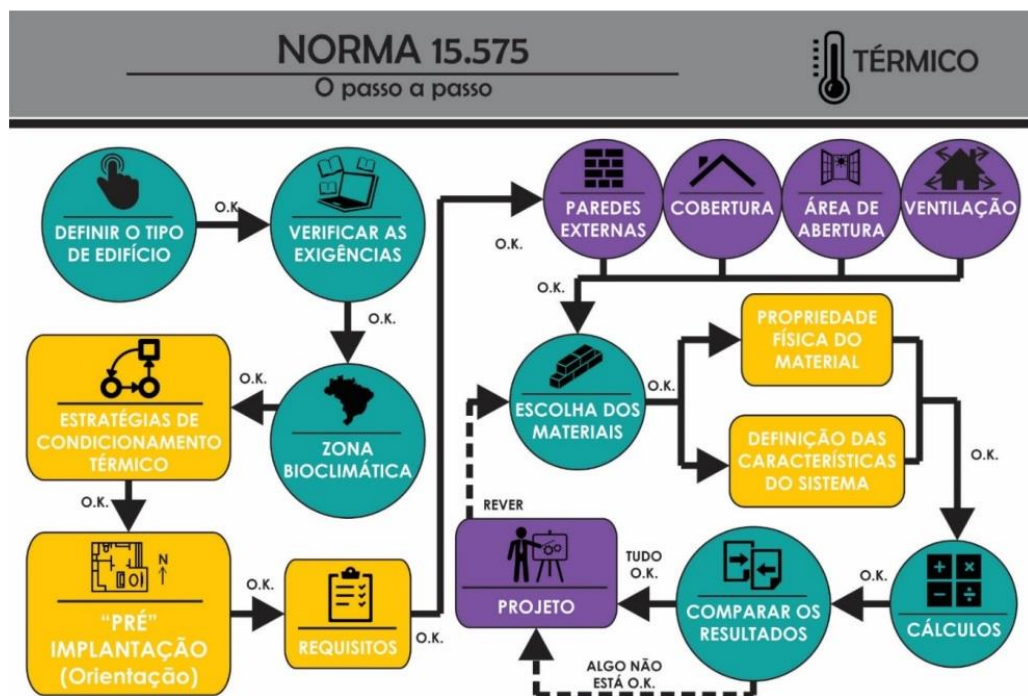 NORMA 15.575
O passo a passo
TÉRMICO
DEFINIR O TIPO
DE EDIFÍCIO
O.K
VERIFICAR AS
EXIGÊNCIAS
O.K.
ZONA
BIOCLIMÁTICA
O.K.
ESTRATÉGIAS DE
CONDICIONAMENTO
TÉRMICO
O.K.
N
"PRÉ"
IMPLANTAÇÃO
(Orientação)
O.K.
REQUISITOS
O.K.
PAREDES
EXTERNAS
COBERTURA
ÁREA DE
ABERTURA
VENTILAÇÃO
O.K.
O.K.
ESCOLHA DOS
MATERIAIS
O.K.
PROPRIEDADE
FÍSICA DO
MATERIAL
DEFINIÇÃO DAS
CARACTERÍSTICAS
DO SISTEMA
O.K.
CÁLCULOS
O.K.
COMPARAR OS
RESULTADOS
TUDO
O.K.
PROJETO
REVER
ALGO NÃO
ESTÁ O.K.